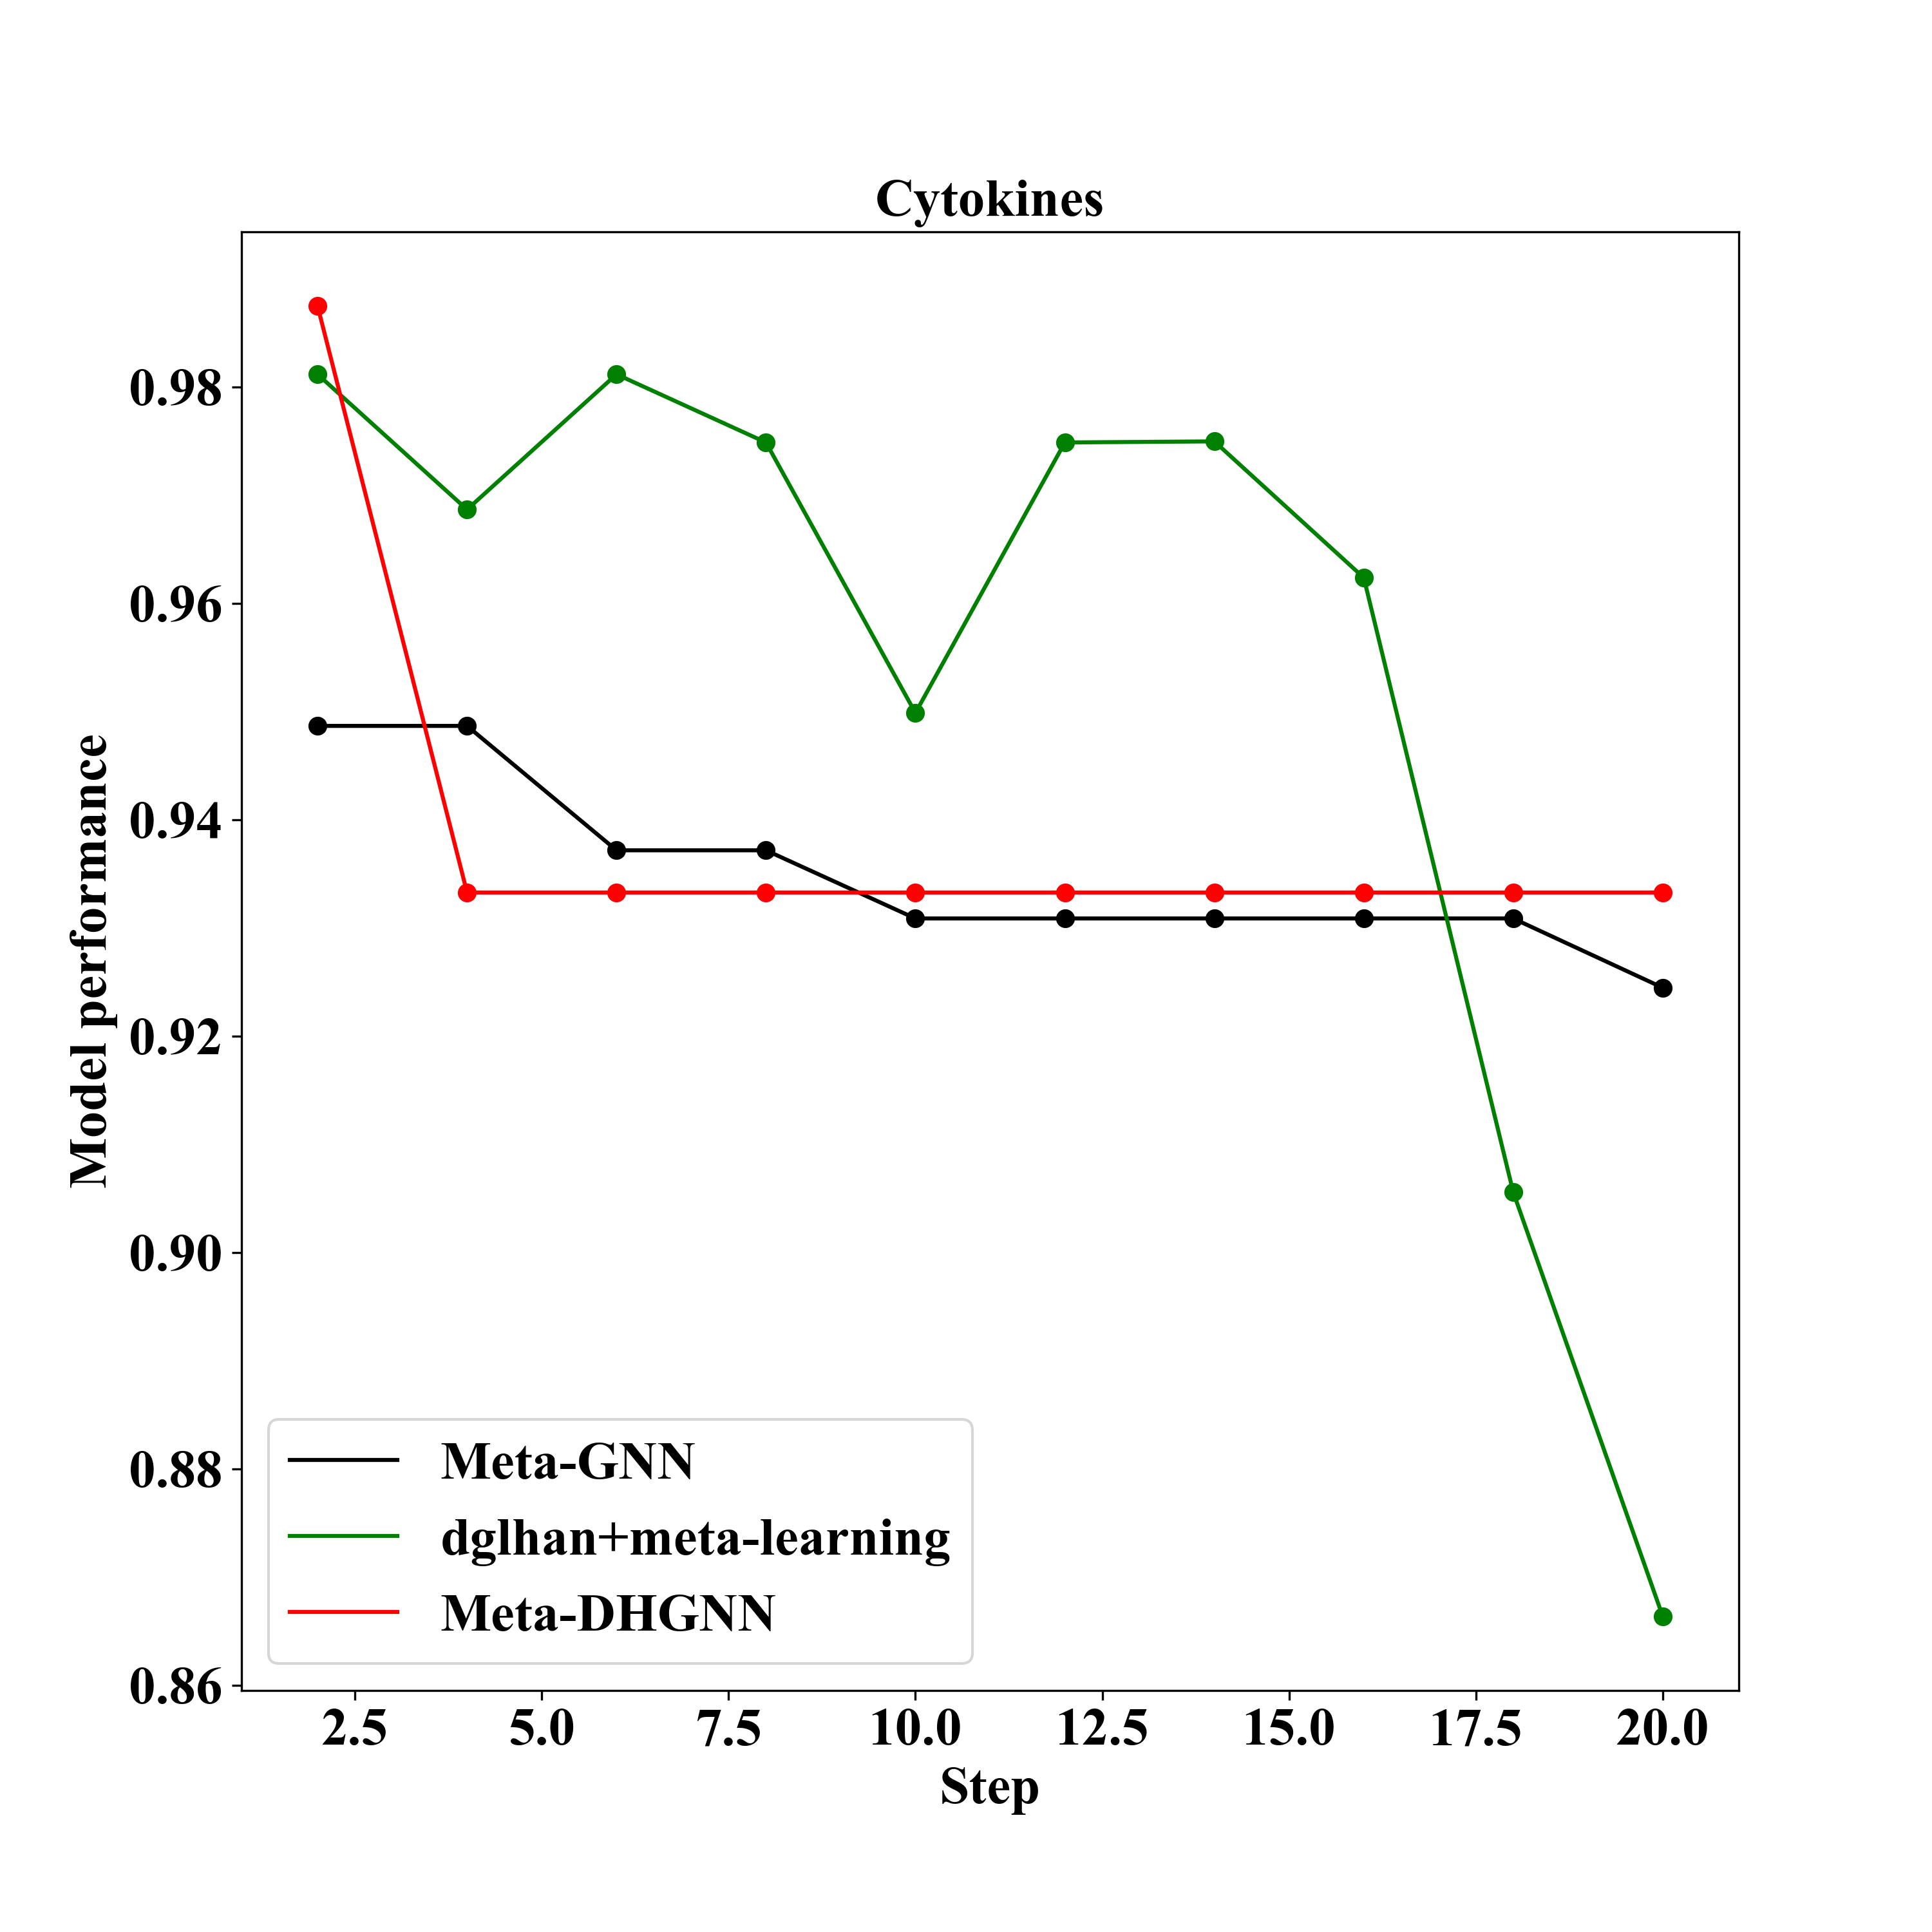 Cytokines
Model performance
0.98
0.96
0.94
0.92
0.90
0.88
0.86
Meta-GNN
dglhan+meta-learning
Meta-DHGNN
2.5 5.0 7.5 10.0 12.5 15.0 17.5 20.0
Step